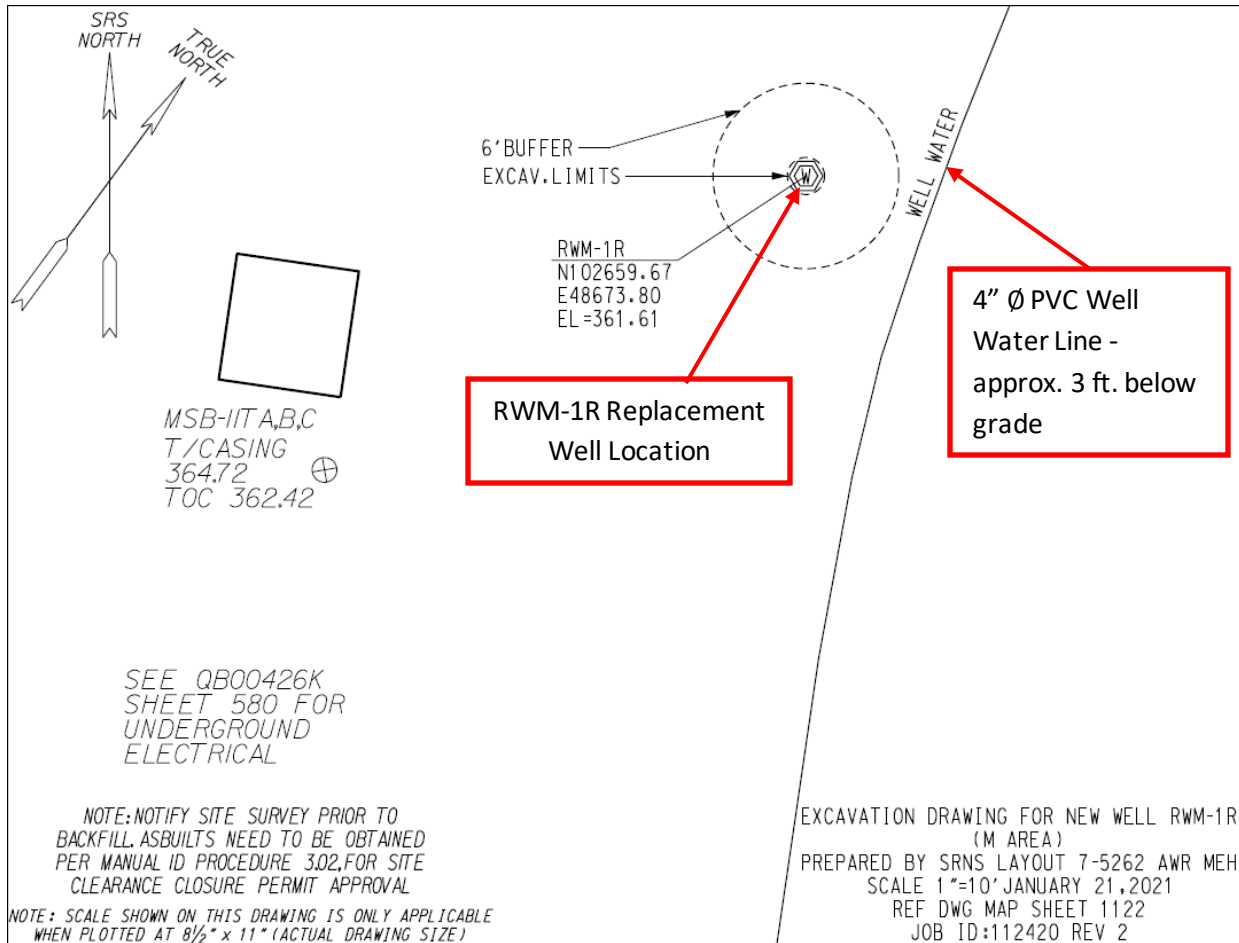 SRS
NORTH
TRUE
NORTH
6' BUFFER
EXCAV. LIMITS
W
RWM-1R
N102659.67
E48673.80
EL=361.61
WELL WATER
4” Ø PVC Well
Water Line -
approx. 3 ft. below
grade
RWM-1R Replacement
Well Location
MSB-11T A,B,C
T/CASING
364.72
TOC 362.42
SEE QB00426K
SHEET 580 FOR
UNDERGROUND
ELECTRICAL
NOTE: NOTIFY SITE SURVEY PRIOR TO
BACKFILL. ASBUILTS NEED TO BE OBTAINED
PER MANUAL ID PROCEDURE 3.02, FOR SITE
CLEARANCE CLOSURE PERMIT APPROVAL
NOTE: SCALE SHOWN ON THIS DRAWING IS ONLY APPLICABLE
WHEN PLOTTED AT 8½" x 11" (ACTUAL DRAWING SIZE)
EXCAVATION DRAWING FOR NEW WELL RWM-1R
(M AREA)
PREPARED BY SRNS LAYOUT 7-5262 AWR MEH
SCALE 1"=10' JANUARY 21, 2021
REF DWG MAP SHEET 1122
JOB ID: 112420 REV 2